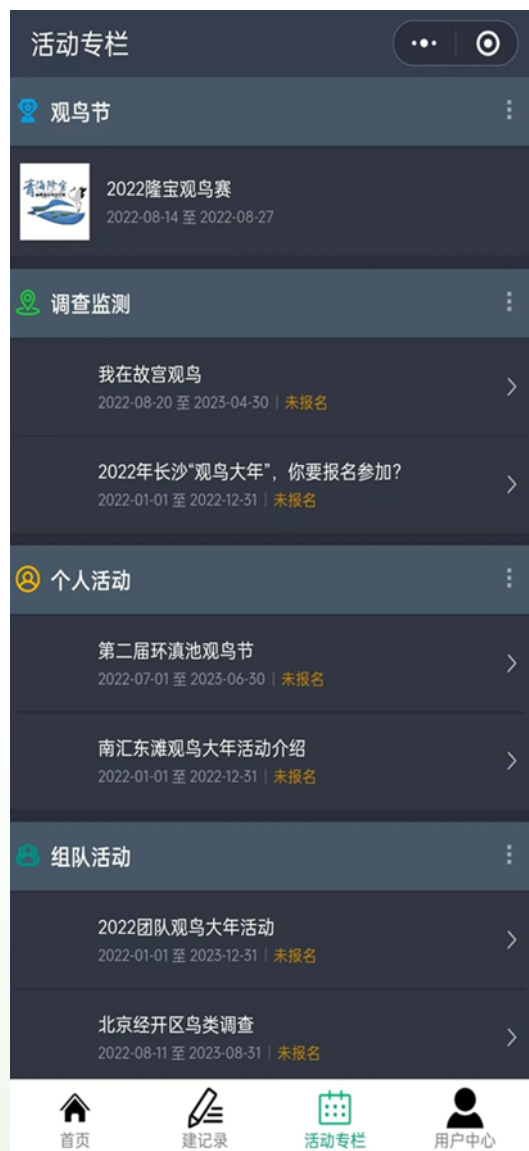 活动专栏
观鸟节
青海隆宝
2022隆宝观鸟赛
2022-08-14 至 2022-08-27
调查监测
我在故宫观鸟
2022-08-20 至 2023-04-30 | 未报名
2022年长沙“观鸟大年”，你要报名参加?
2022-01-01 至 2022-12-31 | 未报名
个人活动
第二届环滇池观鸟节
2022-07-01 至 2023-06-30 | 未报名
南汇东滩观鸟大年活动介绍
2022-01-01 至 2022-12-31 | 未报名
组队活动
2022团队观鸟大年活动
2022-01-01 至 2023-12-31 | 未报名
北京经开区鸟类调查
2022-08-11 至 2023-08-31 | 未报名
首页 建记录 活动专栏 用户中心